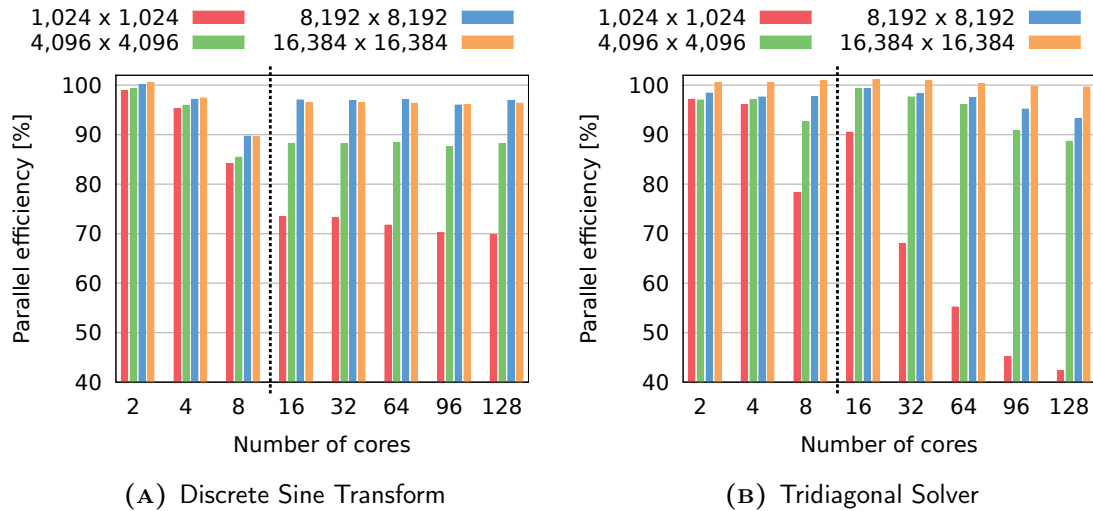 1,024 x 1,024 8,192 x 8,192
4,096 x 4,096 16,384 x 16,384
100
90
80
70
60
50
40
Parallel efficiency [%]
2 4 8 16 32 64 96 128
Number of cores
(A) Discrete Sine Transform
1,024 x 1,024 8,192 x 8,192
4,096 x 4,096 16,384 x 16,384
100
90
80
70
60
50
40
Parallel efficiency [%]
2 4 8 16 32 64 96 128
Number of cores
(B) Tridiagonal Solver